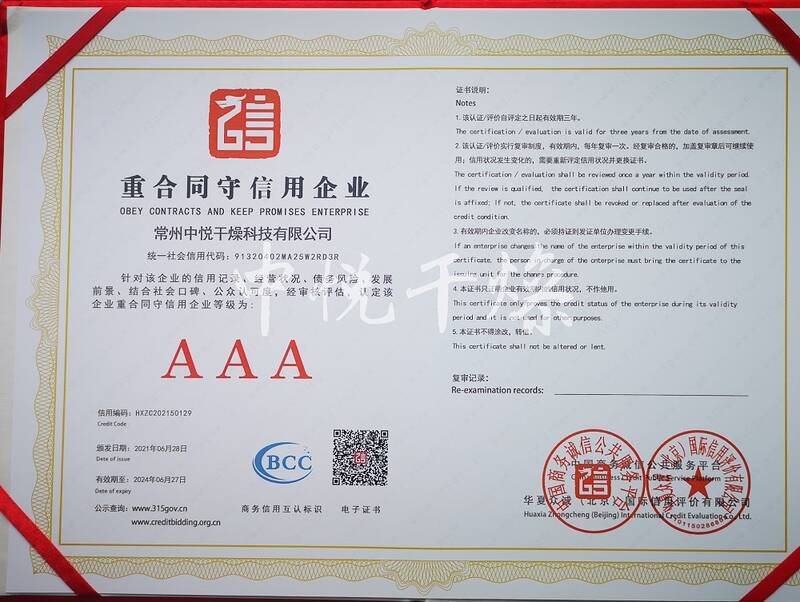 信
重合同守信用企业
OBEY CONTRACTS AND KEEP PROMISES ENTERPRISE
常州中悦干燥科技有限公司
统一社会信用代码：91320402MA25W2RD3R
针对该企业的信用记录、经营状况、债务风险、发展
前景、结合社会口碑、公众认可度，经审核评估、认定该
企业重合同守信用企业等级为：
AAA
信用编码：HXZC202150129
Credit Code
颁发日期：2021年06月28日
Date of issue
有效期至：2024年06月27日
Date of expiry
公示查询：www.315gov.cn
www.creditbidding.org.cn
BCC
商务信用互认标识
电子证书
证书说明：
Notes
1. 该认证/评价自评定之日起有效期三年。
The certification / evaluation is valid for three years from the date of assessment.
2. 该认证/评价实行复审制度，有效期内，每年复审一次。经复审合格的，加盖复审章后可继续使
用；信用状况发生变化的，需要重新评定信用状况并更换证书。
The certification / evaluation shall be reviewed once a year within the validity period.
If the review is qualified, the certification shall continue to be used after the seal
is affixed; If not, the certificate shall be revoked or replaced after evaluation of the
credit condition.
3. 有效期内企业改变名称的，必须持证到发证单位办理变更手续。
If an enterprise changes the name of the enterprise within the validity period of this
certificate, the person in charge of the enterprise must bring the certificate to the
issuing unit for the change procedure.
4. 本证书只证明企业有效期内的信用状况，不作他用。
This certificate only proves the credit status of the enterprise during its validity
period and it is not used for other purposes.
5. 本证书不得涂改，转借。
This certificate shall not be altered or lent.
复审记录：
Re-examination records:
中国商务诚信公共服务平台
Public Service Platform
华夏众诚（北京）国际信用评价有限公司
Huaxia Zhongcheng (Beijing) International Credit Evaluation Co., Ltd.
中悦干燥